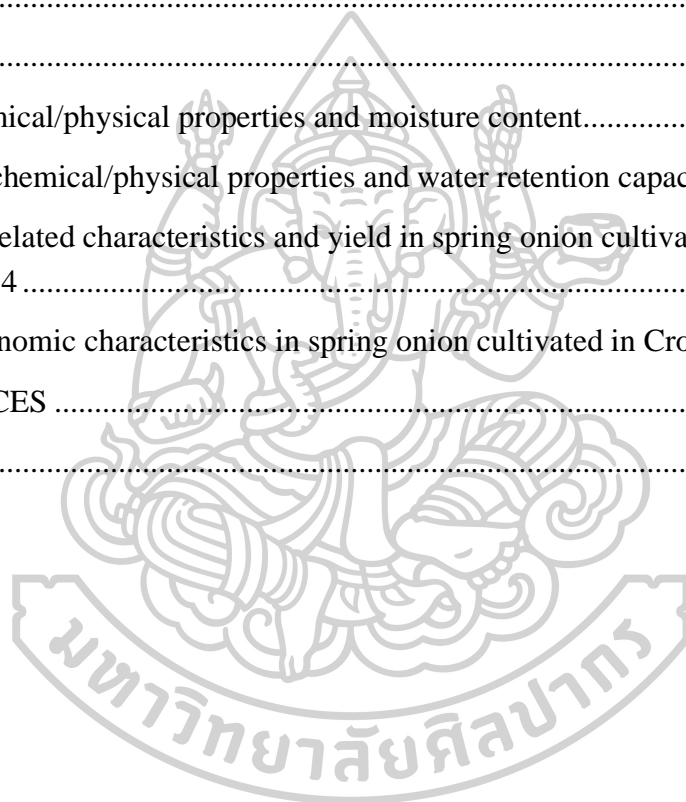 ..........................................................................................
..........................................................................................
nical/physical properties and moisture content.............
chemical/physical properties and water retention capac
elated characteristics and yield in spring onion cultiva
4..........................................................................................
nomic characteristics in spring onion cultivated in Cro
CES..........................................................................................
..........................................................................................
มหาวิทยาลัยศิลปากร